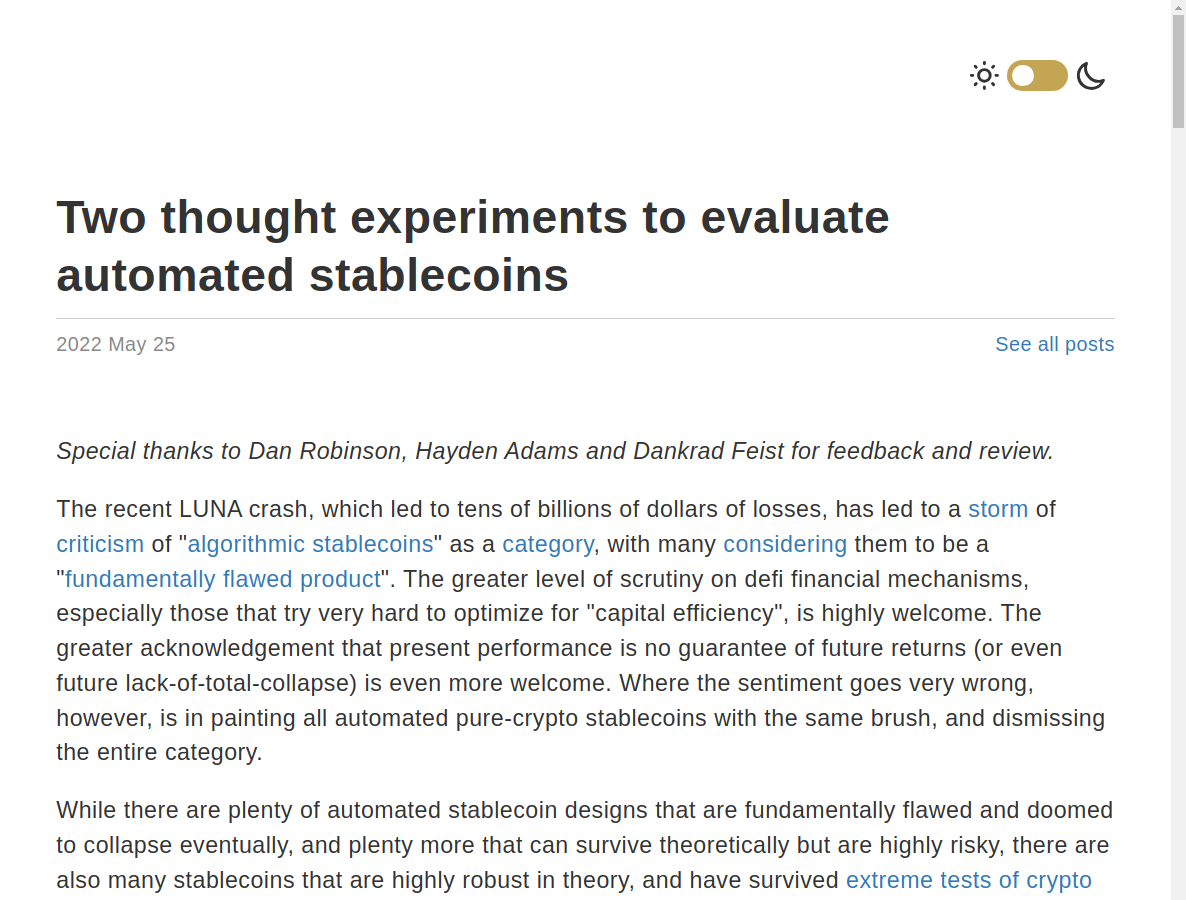 Two thought experiments to evaluate
automated stablecoins
2022 May 25
See all posts
Special thanks to Dan Robinson, Hayden Adams and Dankrad Feist for feedback and review.
The recent LUNA crash, which led to tens of billions of dollars of losses, has led to a storm of
criticism of "algorithmic stablecoins" as a category, with many considering them to be a
"fundamentally flawed product". The greater level of scrutiny on defi financial mechanisms,
especially those that try very hard to optimize for "capital efficiency", is highly welcome. The
greater acknowledgement that present performance is no guarantee of future returns (or even
future lack-of-total-collapse) is even more welcome. Where the sentiment goes very wrong,
however, is in painting all automated pure-crypto stablecoins with the same brush, and dismissing
the entire category.
While there are plenty of automated stablecoin designs that are fundamentally flawed and doomed
to collapse eventually, and plenty more that can survive theoretically but are highly risky, there are
also many stablecoins that are highly robust in theory, and have survived extreme tests of crypto